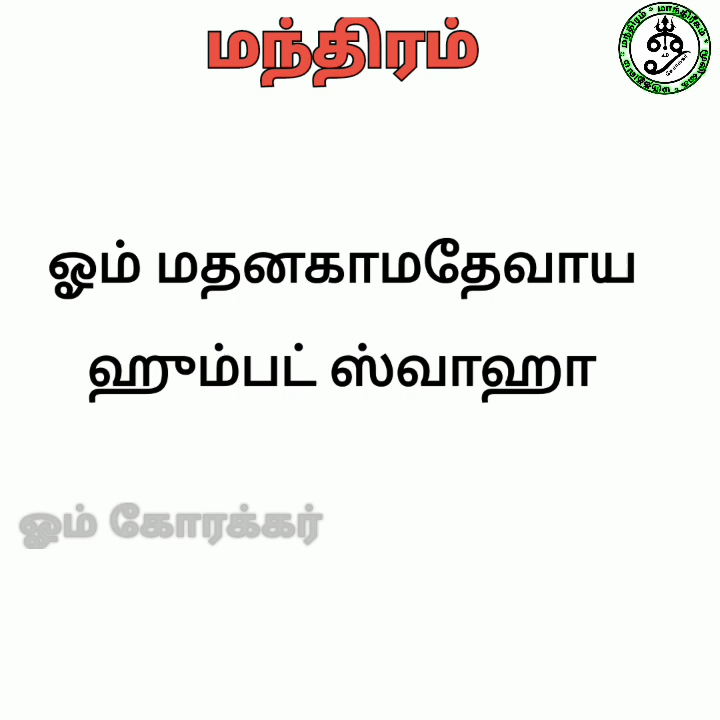 மந்திரம்
ஓம் மதனகாமதேவாய
ஹும்பட் ஸ்வாஹா
ஓம் கோரக்கர்